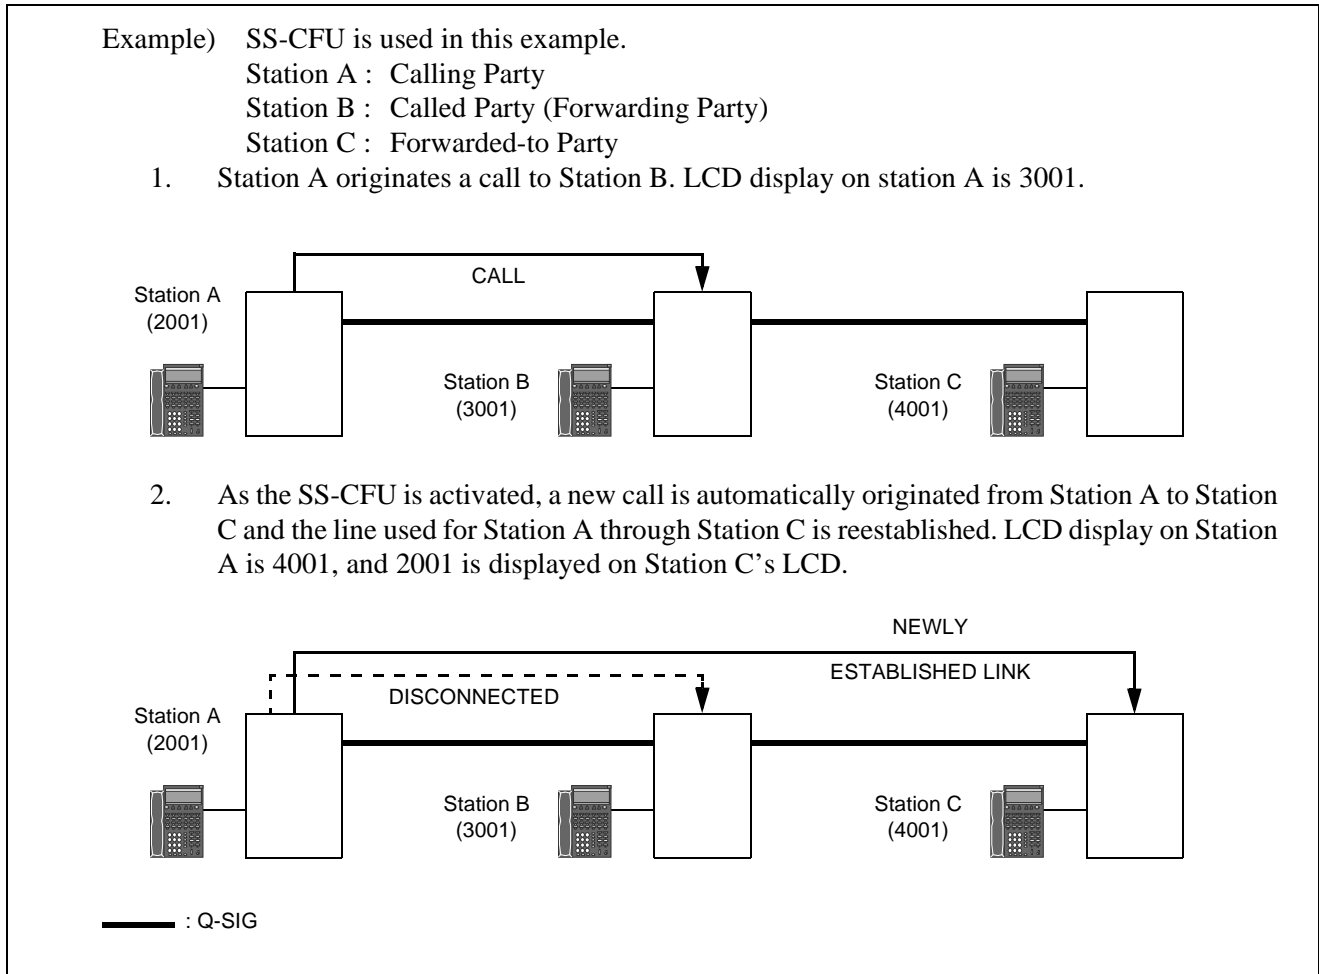 Example) SS-CFU is used in this example.
Station A : Calling Party
Station B : Called Party (Forwarding Party)
Station C : Forwarded-to Party
1. Station A originates a call to Station B. LCD display on station A is 3001.
CALL
Station A
(2001)
Station B
(3001)
Station C
(4001)
2. As the SS-CFU is activated, a new call is automatically originated from Station A to Station
C and the line used for Station A through Station C is reestablished. LCD display on Station
A is 4001, and 2001 is displayed on Station C’s LCD.
NEWLY
ESTABLISHED LINK
DISCONNECTED
Station A
(2001)
Station B
(3001)
Station C
(4001)
: Q-SIG